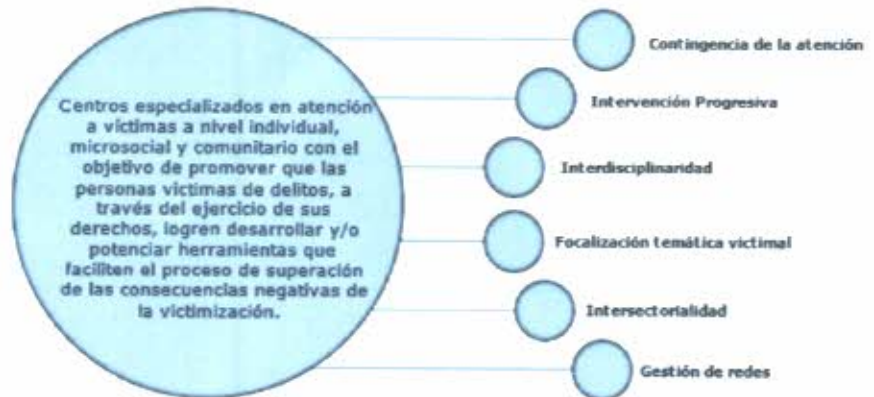 Centros especializados en atención
a víctimas a nivel individual,
microsocial y comunitario con el
objetivo de promover que las
personas víctimas de delitos, a
través del ejercicio de sus
derechos, logren desarrollar y/o
potenciar herramientas que
faciliten el proceso de superación
de las consecuencias negativas de
la victimización.
Contingencia de la atención
Intervención Progresiva
Interdisciplinaridad
Focalización temática victimal
Intersectorialidad
Gestión de redes